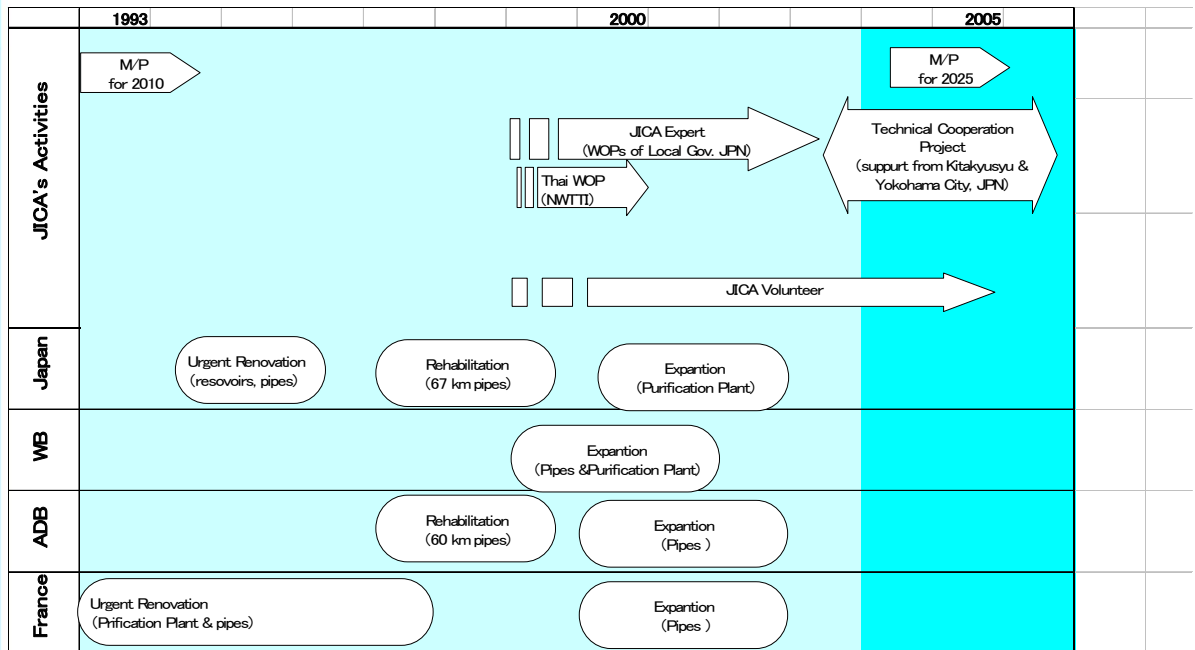 1993
2000
2005
JICA's Activities
M/P
for 2010
M/P
for 2025
JICA Expert
(WOPs of Local Gov. JPN)
Technical Cooperation
Project
(suppurt from Kitakyusyu &
Yokohama City, JPN)
Thai WOP
(NWTTI)
JICA Volunteer
Japan
Urgent Renovation
(resovoirs, pipes)
Rehabilitation
(67 km pipes)
Expantion
(Purification Plant)
WB
Expantion
(Pipes &Purification Plant)
ADB
Rehabilitation
(60 km pipes)
Expantion
(Pipes )
France
Urgent Renovation
(Prification Plant & pipes)
Expantion
(Pipes )